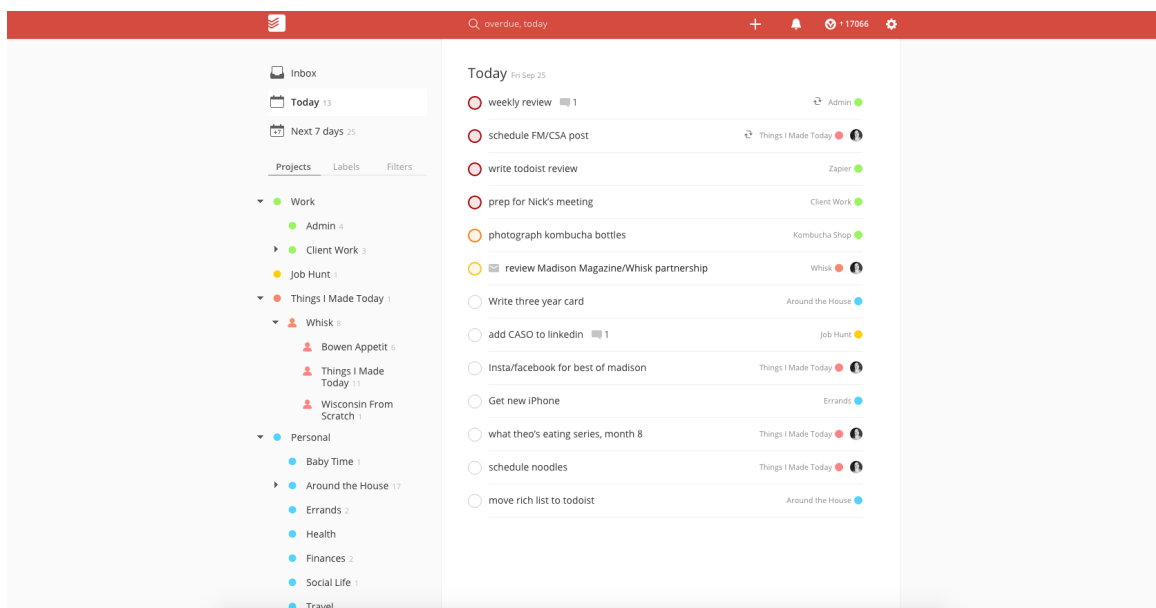 overdue, today
17066
Inbox
Today 13
Next 7 days 25
Projects Labels Filters
Work
Admin 4
Client Work 3
Job Hunt 1
Things I Made Today 1
Whisk 8
Bowen Appetit 6
Things I Made
Today 11
Wisconsin From
Scratch 1
Personal
Baby Time 1
Around the House 17
Errands 2
Health
Finances 2
Social Life 1
Travel
Today Fri Sep 25
weekly review 1 Admin
schedule FM/CSA post Things I Made Today
write todoist review Zapier
prep for Nick's meeting Client Work
photograph kombucha bottles Kombucha Shop
review Madison Magazine/Whisk partnership Whisk
Write three year card Around the House
add CASO to linkedin 1 Job Hunt
Insta/facebook for best of madison Things I Made Today
Get new iPhone Errands
what theo's eating series, month 8 Things I Made Today
schedule noodles Things I Made Today
move rich list to todoist Around the House